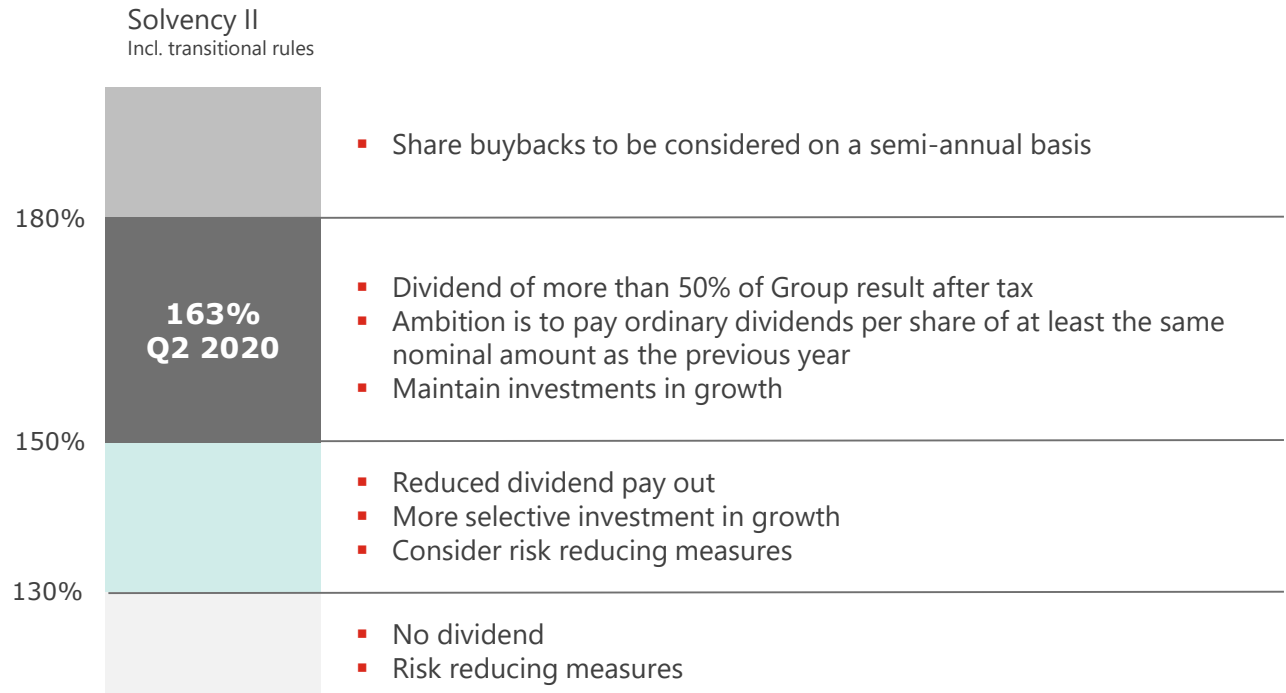 Solvency II
Incl. transitional rules
▪ Share buybacks to be considered on a semi-annual basis
180%
163%
Q2 2020
▪ Dividend of more than 50% of Group result after tax
▪ Ambition is to pay ordinary dividends per share of at least the same
nominal amount as the previous year
▪ Maintain investments in growth
150%
▪ Reduced dividend pay out
▪ More selective investment in growth
▪ Consider risk reducing measures
130%
▪ No dividend
▪ Risk reducing measures